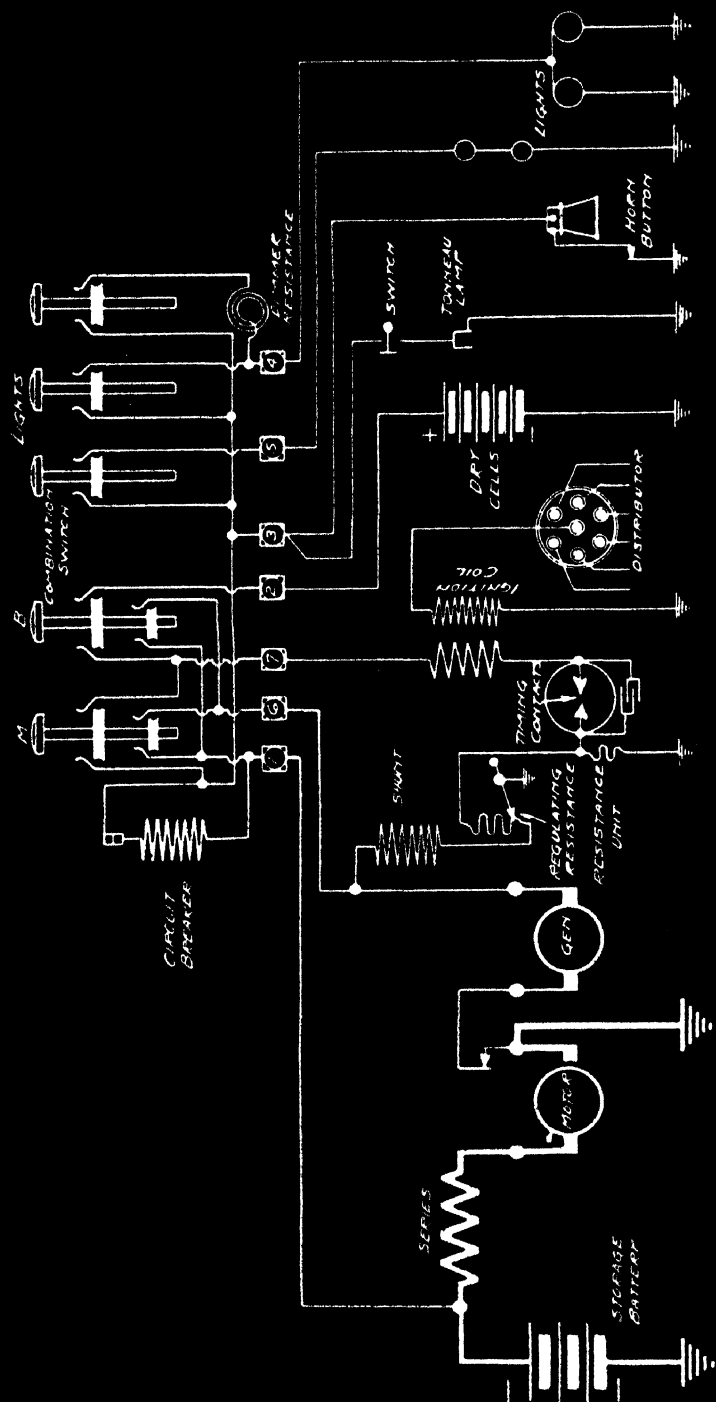 LIGHTS
HORN
BUTTON
SWITCH
TONNEAU
LAMP
DIMMER
RESISTANCE
LIGHTS
COMBINATION
SWITCH
B
M
4
5
3
2
7
6
1
+
-
DRY
CELLS
DISTRIBUTOR
IGNITION
COIL
TIMING
CONTACTS
SHUNT
REGULATING
RESISTANCE
RESISTANCE
UNIT
CIRCUIT
BREAKER
GEN
MOTOR
SERIES
STORAGE
BATTERY